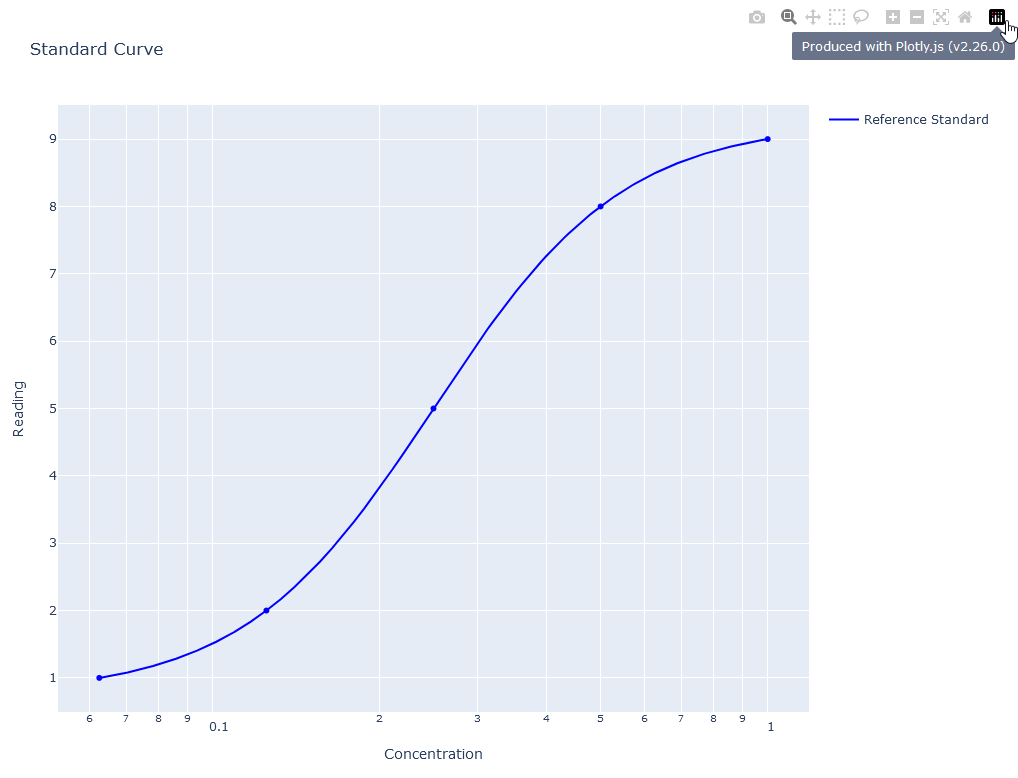 Produced with Plotly.js (v2.26.0)
Standard Curve
Reference Standard
9
8
7
6
5
4
3
2
1
Reading
6 7 8 9 0.1 2 3 4 5 6 7 8 9 1
Concentration